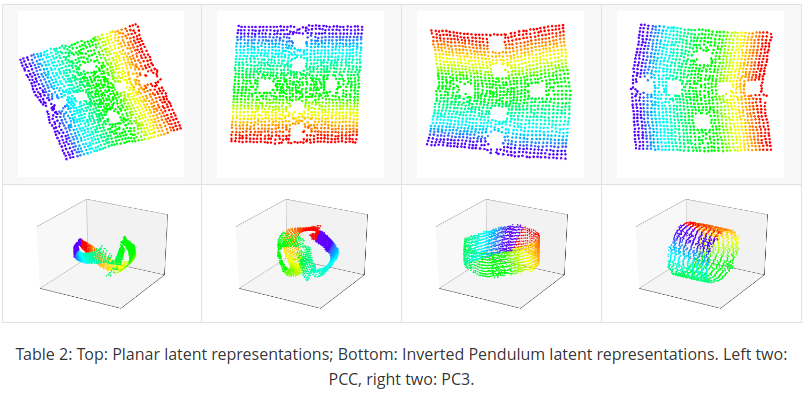 Table 2: Top: Planar latent representations; Bottom: Inverted Pendulum latent representations. Left two:
PCC, right two: PC3.